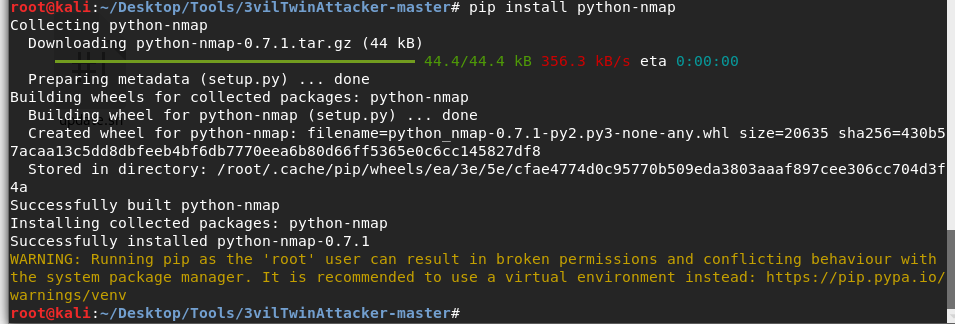 root@kali:~/Desktop/Tools/3vilTwinAttacker-master# pip install python-nmap
Collecting python-nmap
Downloading python-nmap-0.7.1.tar.gz (44 kB)
44.4/44.4 kB 356.3 kB/s eta 0:00:00
Preparing metadata (setup.py) ... done
Building wheels for collected packages: python-nmap
Building wheel for python-nmap (setup.py) ... done
Created wheel for python-nmap: filename=python_nmap-0.7.1-py2.py3-none-any.whl size=20635 sha256=430b5
7acaa13c5dd8dbfeeb4bf6db7770eea6b80d66ff5365e0c6cc145827df8
Stored in directory: /root/.cache/pip/wheels/ea/3e/5e/cfae4774d0c95770b509eda3803aaaf897cee306cc704d3f
4a
Successfully built python-nmap
Installing collected packages: python-nmap
Successfully installed python-nmap-0.7.1
WARNING: Running pip as the 'root' user can result in broken permissions and conflicting behaviour with
the system package manager. It is recommended to use a virtual environment instead: https://pip.pypa.io/
warnings/venv
root@kali:~/Desktop/Tools/3vilTwinAttacker-master#